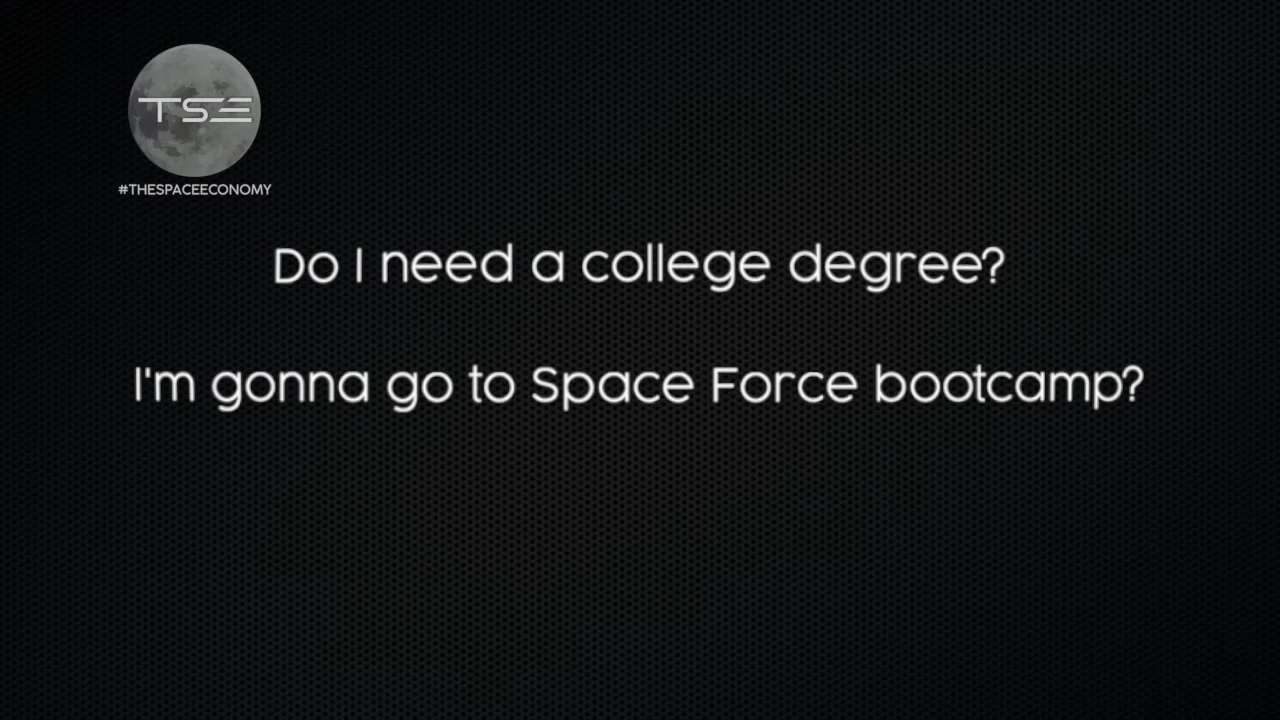 TSE
#THESPACEECONOMY
Do I need a college degree?
I'm gonna go to Space Force bootcamp?